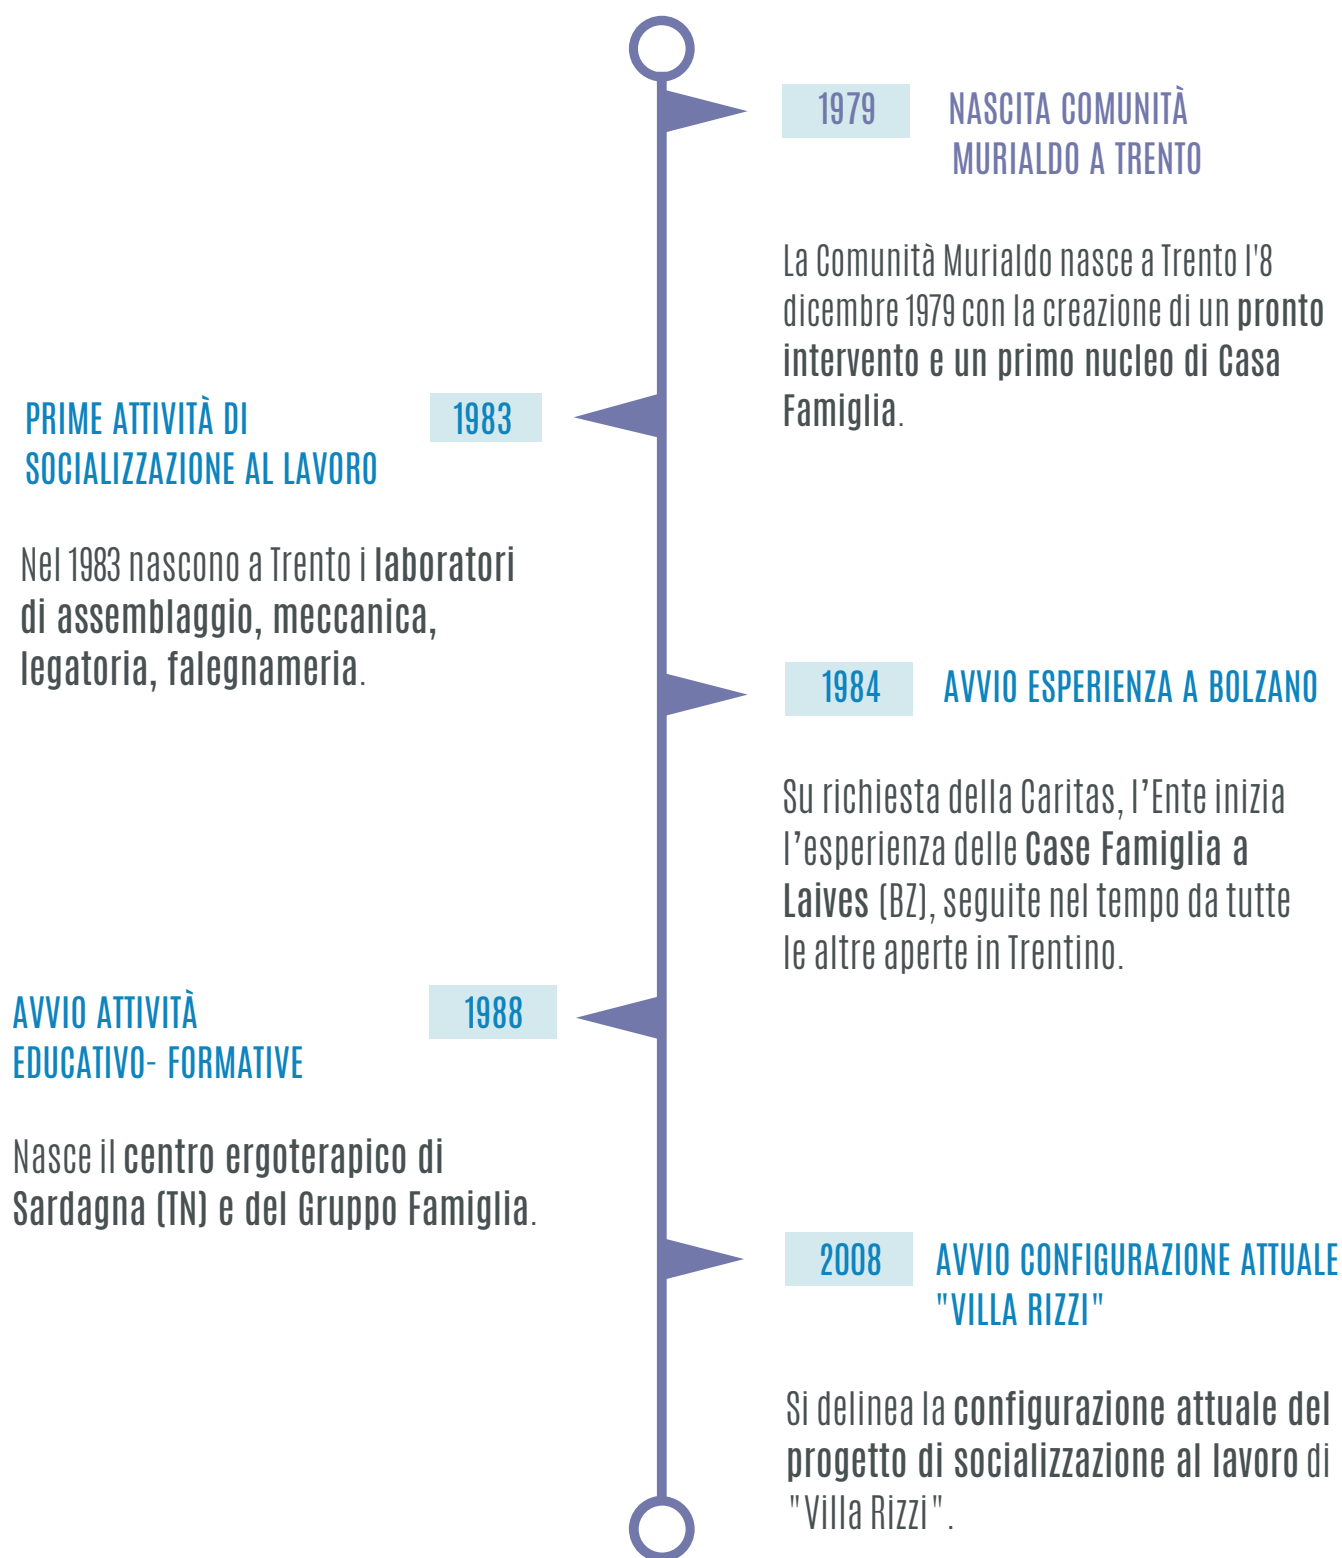 1979
NASCITA COMUNITÀ
MURIALDO A TRENTO
La Comunità Murialdo nasce a Trento l'8
dicembre 1979 con la creazione di un pronto
intervento e un primo nucleo di Casa
Famiglia.
PRIME ATTIVITÀ DI
SOCIALIZZAZIONE AL LAVORO
1983
Nel 1983 nascono a Trento i laboratori
di assemblaggio, meccanica,
legatoria, falegnameria.
1984
AVVIO ESPERIENZA A BOLZANO
Su richiesta della Caritas, l’Ente inizia
l’esperienza delle Case Famiglia a
Laives (BZ), seguite nel tempo da tutte
le altre aperte in Trentino.
AVVIO ATTIVITÀ
EDUCATIVO- FORMATIVE
1988
Nasce il centro ergoterapico di
Sardagna (TN) e del Gruppo Famiglia.
2008
AVVIO CONFIGURAZIONE ATTUALE
"VILLA RIZZI"
Si delinea la configurazione attuale del
progetto di socializzazione al lavoro di
"Villa Rizzi".